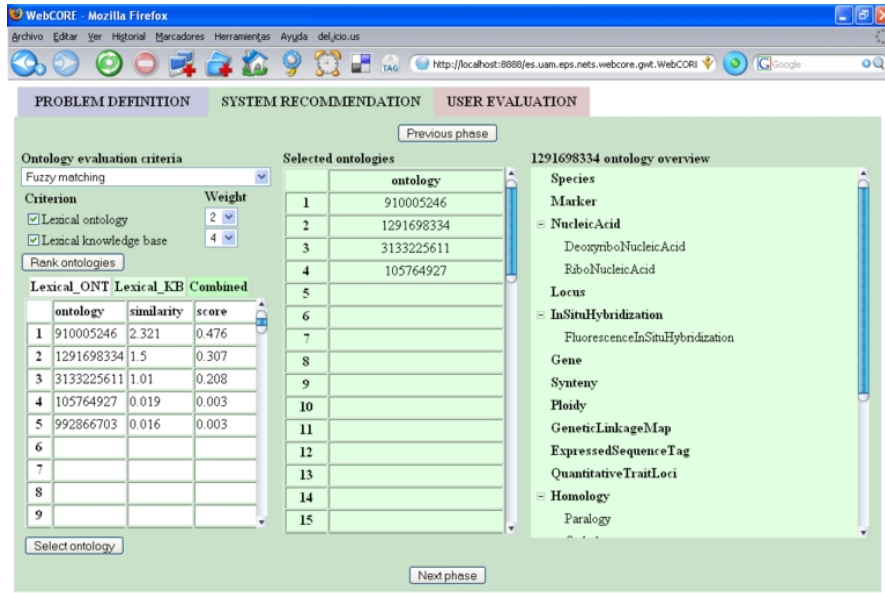 WebCORE - Mozilla Firefox
Archivo Editar Ver Historial Marcadores Herramientas Ayuda del.icio.us
TAG http://localhost:8888/es.uam.eps.nets.webcore.gwt.WebCORI G Google
PROBLEM DEFINITION SYSTEM RECOMMENDATION USER EVALUATION
Previous phase
Ontology evaluation criteria
Fuzzy matching
Criterion Weight
Lexical ontology 2
Lexical knowledge base 4
Rank ontologies
Lexical_ONT Lexical_KB Combined
ontology similarity score
1 910005246 2.321 0.476
2 1291698334 1.5 0.307
3 3133225611 1.01 0.208
4 105764927 0.019 0.003
5 992866703 0.016 0.003
6
7
8
9
Select ontology
Selected ontologies
ontology
1 910005246
2 1291698334
3 3133225611
4 105764927
5
6
7
8
9
10
11
12
13
14
15
1291698334 ontology overview
Species
Marker
NucleicAcid
DeoxyriboNucleicAcid
RiboNucleicAcid
Locus
InSituHybridization
FluorescenceInSituHybridization
Gene
Synteny
Ploidy
GeneticLinkageMap
ExpressedSequenceTag
QuantitativeTraitLoci
Homology
Paralogy
Next phase